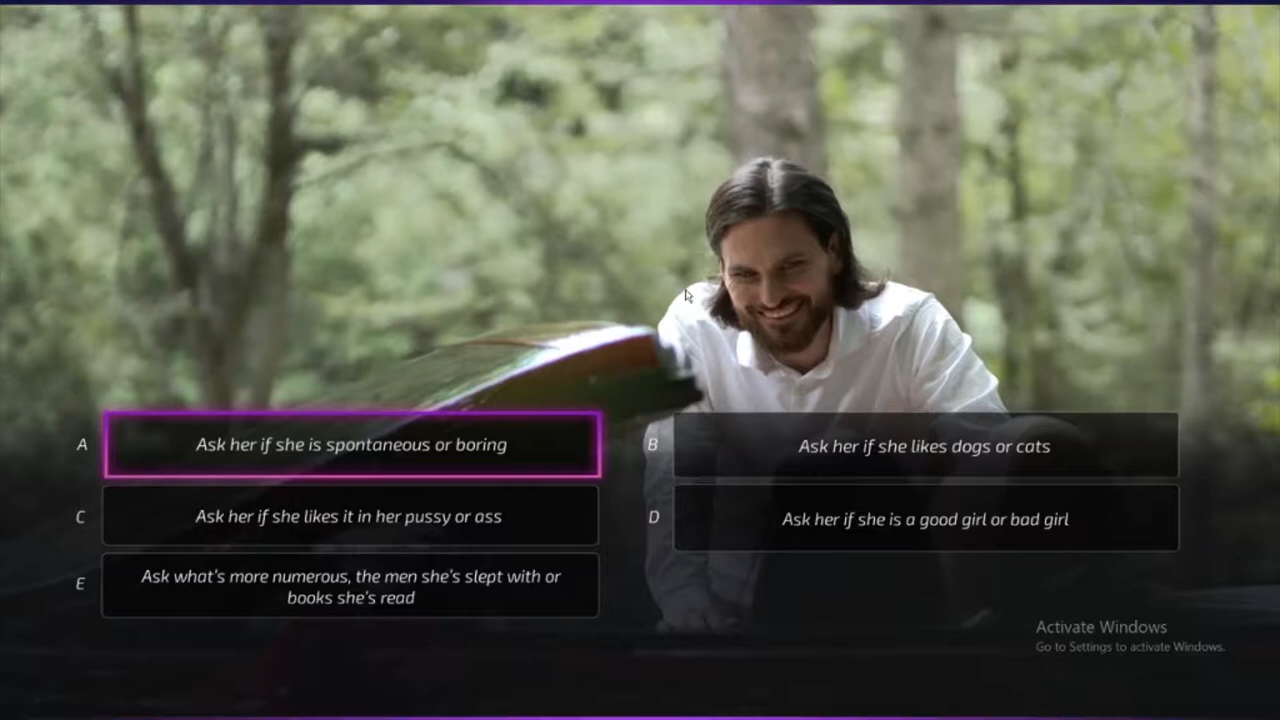 A
Ask her if she is spontaneous or boring
B
Ask her if she likes dogs or cats
C
Ask her if she likes it in her pussy or ass
D
Ask her if she is a good girl or bad girl
E
Ask what's more numerous, the men she's slept with or
books she's read
Activate Windows
Go to Settings to activate Windows.